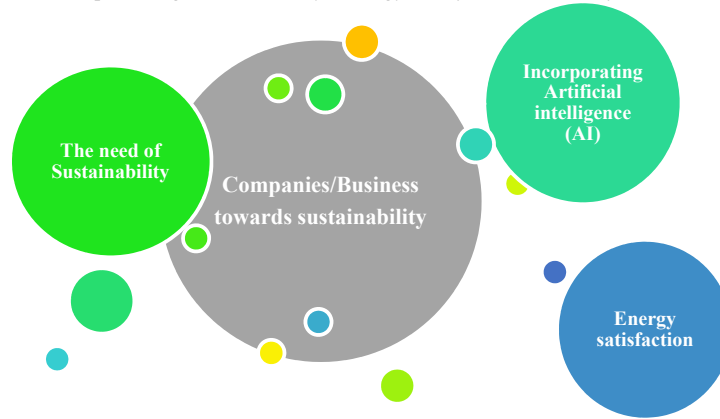 The need of
Sustainability
Companies/Business
towards sustainability
Incorporating
Artificial
intelligence
(AI)
Energy
satisfaction